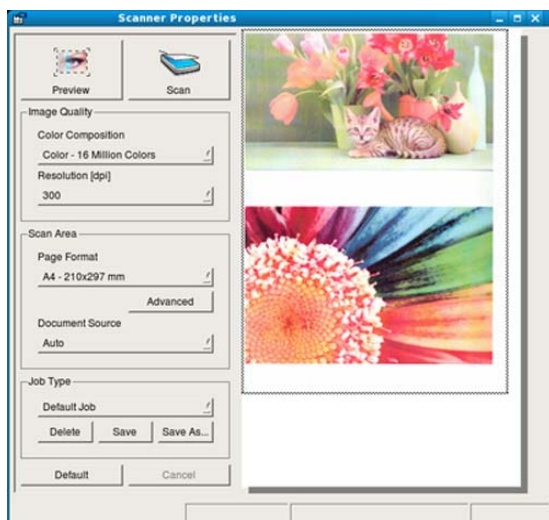 Scanner Properties
Preview
Scan
Image Quality
Color Composition
Color - 16 Million Colors
Resolution [dpi]
300
Scan Area
Page Format
A4 - 210x297 mm
Advanced
Document Source
Auto
Job Type
Default Job
Delete
Save
Save As...
Default
Cancel